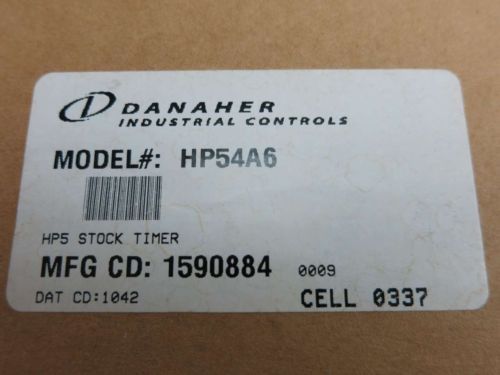 DANAHER
INDUSTRIAL CONTROLS
MODEL#: HP54A6
HP5 STOCK TIMER
MFG CD: 1590884 0009
DAT CD:1042 CELL 0337